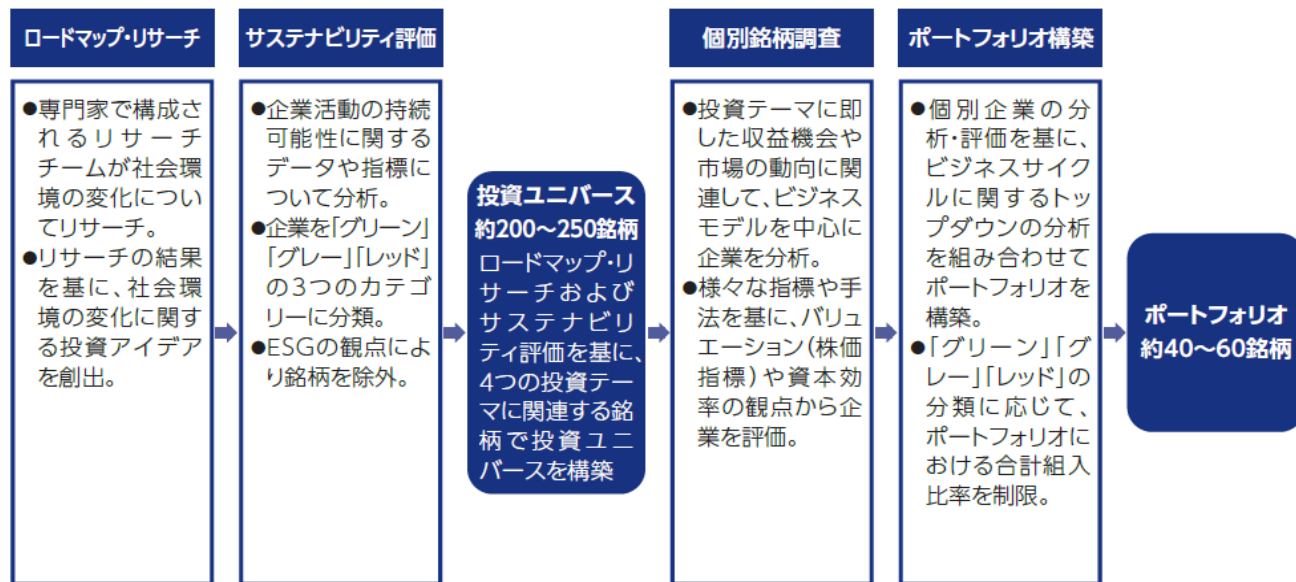 ロードマップ・リサーチ
●専門家で構成さ
れるリサーチ
チームが社会環
境の変化につい
てリサーチ。
●リサーチの結果
を基に、社会環
境の変化に関す
る投資アイデア
を創出。
サステナビリティ評価
●企業活動の持続
可能性に関する
データや指標に
ついて分析。
●企業を「グリーン」
「グレー」「レッド」
の3つのカテゴ
リーに分類。
●ESGの観点によ
り銘柄を除外。
投資ユニバース
約200~250銘柄
ロードマップ・リ
サーチおよび
サステナビリ
ティ評価を基に、
4つの投資テー
マに関連する銘
柄で投資ユニ
バースを構築
個別銘柄調査
●投資テーマに即
した収益機会や
市場の動向に関
連して、ビジネス
モデルを中心に
企業を分析。
●様々な指標や手
法を基に、バリュ
エーション(株価
指標)や資本効
率の観点から企
業を評価。
ポートフォリオ構築
●個別企業の分
析・評価を基に、
ビジネスサイク
ルに関するトッ
プダウンの分析
を組み合わせて
ポートフォリオを
構築。
●「グリーン」「グ
レー」「レッド」の
分類に応じて、
ポートフォリオに
おける合計組入
比率を制限。
ポートフォリオ
約40~60銘柄